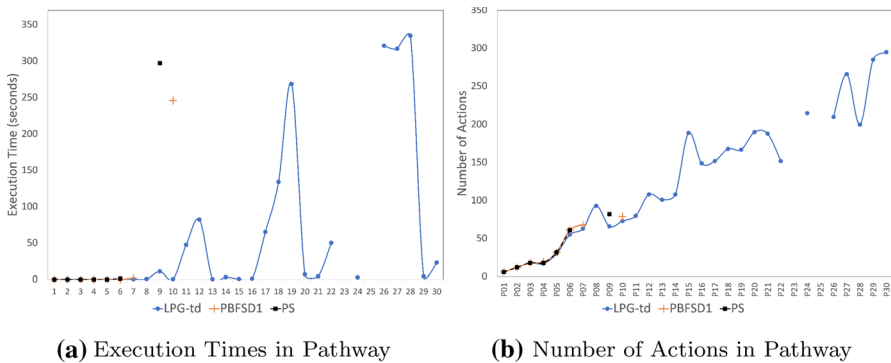 350
300
250
200
150
100
50
0
Execution Time (seconds)
1 2 3 4 5 6 7 8 9 10 11 12 13 14 15 16 17 18 19 20 21 22 23 24 25 26 27 28 29 30
LPG-td PBFSD1 PS
(a) Execution Times in Pathway
350
300
250
200
150
100
50
0
Number of Actions
P01 P02 P03 P04 P05 P06 P07 P08 P09 P10 P11 P12 P13 P14 P15 P16 P17 P18 P19 P20 P21 P22 P23 P24 P25 P26 P27 P28 P29 P30
LPG-td PBFSD1 PS
(b) Number of Actions in Pathway